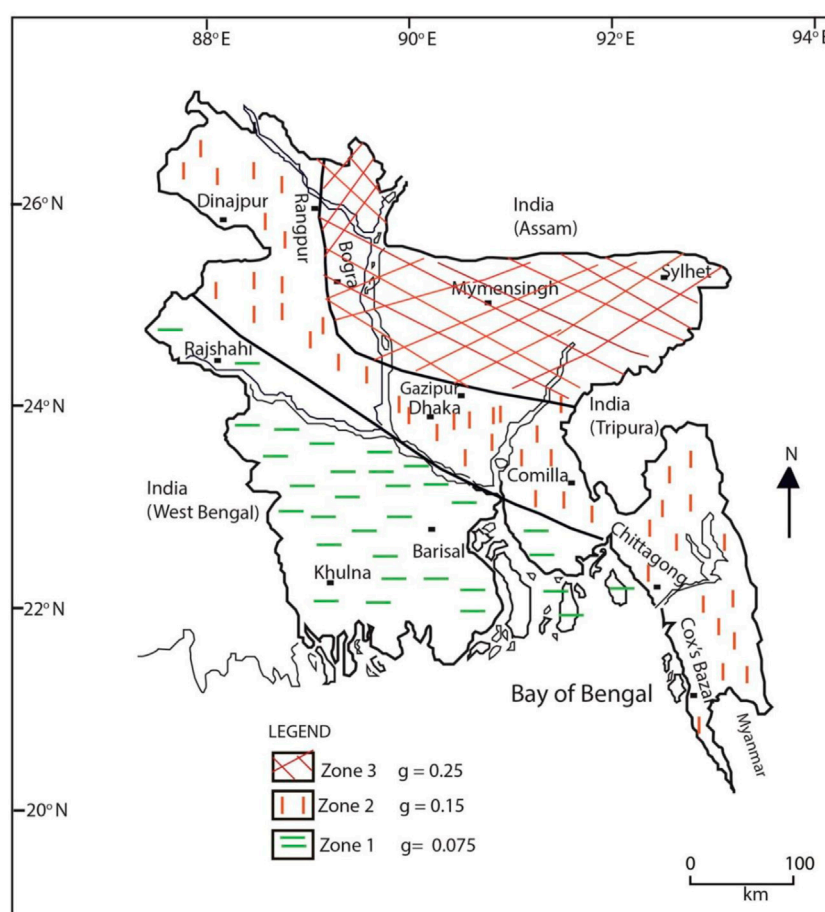 88°E
90°E
92°E
94°E
26°N
24°N
22°N
20°N
Dinajpur
Rangpur
India
(Assam)
Bogra
Mymensingh
Sylhet
Rajshahi
Gazipur
Dhaka
India
(Tripura)
N
Comilla
India
(West Bengal)
Barisal
Chittagong
Khulna
Cox's Bazal
Bay of Bengal
Myanmar
LEGEND
Zone 3 g = 0.25
Zone 2 g = 0.15
Zone 1 g= 0.075
0 100
km